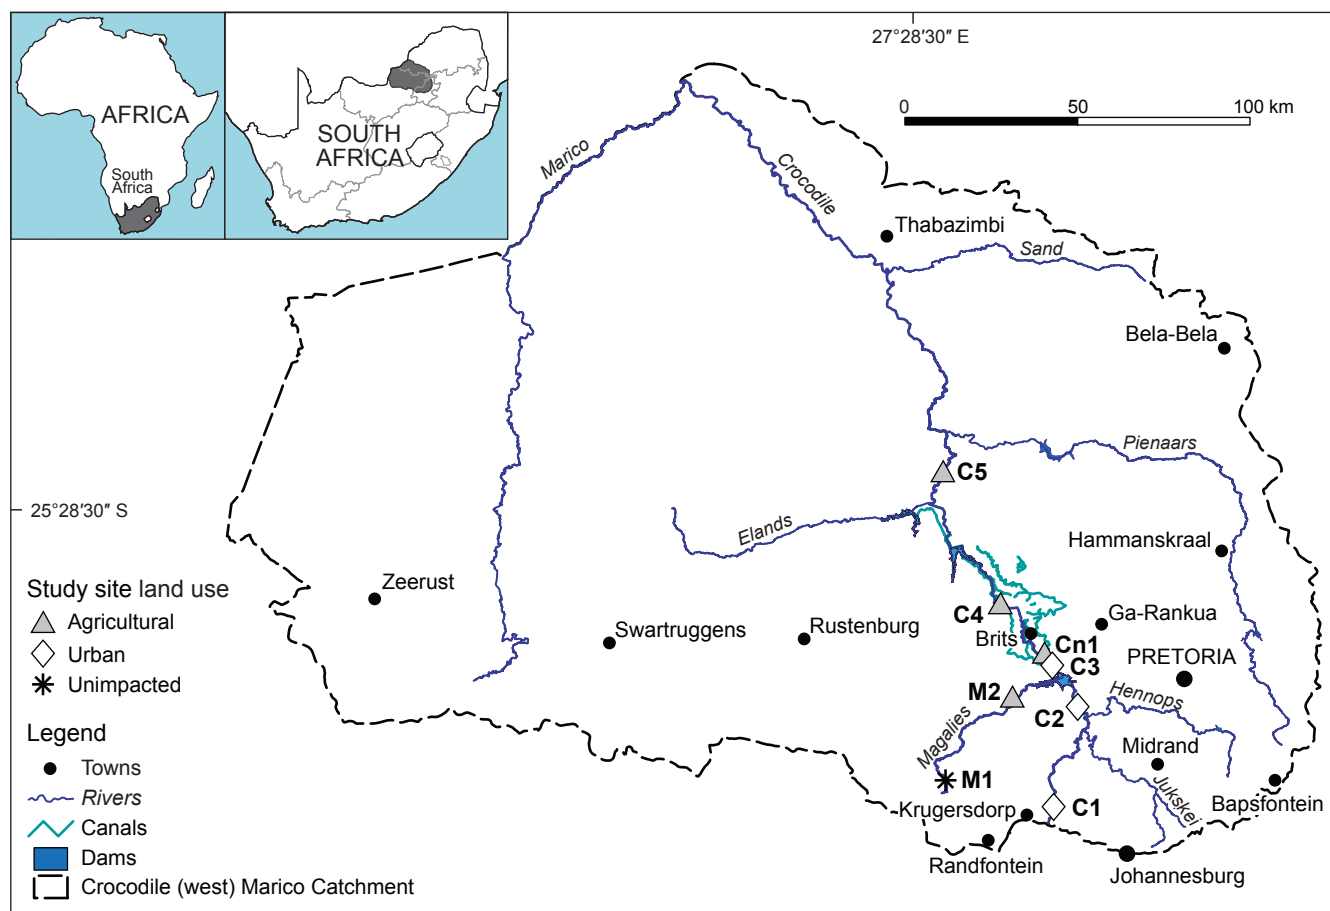 27°28′30″ E
AFRICA
South
Africa
SOUTH
AFRICA
0 50 100 km
Marico
Crocodile
Thabazimbi
Sand
Bela-Bela
Pienaars
C5
25°28′30″ S
Elands
Hammanskraal
Zeerust
C4
Ga-Rankua
Swartruggens
Rustenburg
Brits
Cn1
C3
PRETORIA
M2
C2
Hennops
Magalies
Midrand
M1
Jukskei
Krugersdorp
C1
Bapsfontein
Randfontein
Johannesburg
Study site land use
Agricultural
Urban
Unimpacted
Legend
Towns
Rivers
Canals
Dams
Crocodile (west) Marico Catchment